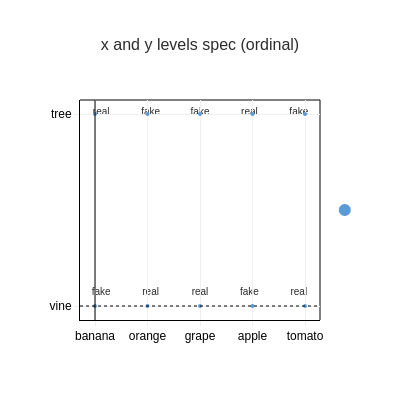 x and y levels spec (ordinal)
tree real fake fake real fake
vine fake real real fake real
banana orange grape apple tomato